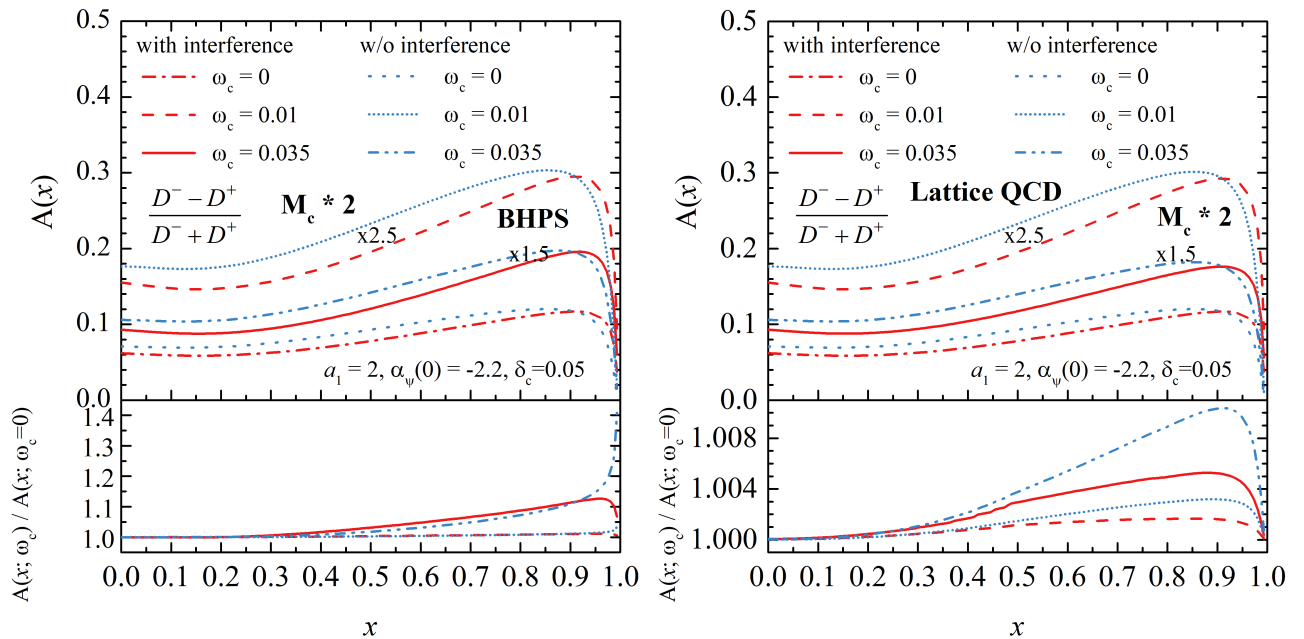 0.5
0.4
0.3
0.2
0.1
0.0
A(x)
with interference w/o interference
ω_c = 0 ω_c = 0
ω_c = 0.01 ω_c = 0.01
ω_c = 0.035 ω_c = 0.035
D⁻ − D⁺
D⁻ + D⁺
M_c * 2
BHPS
x2.5
x1.5
a₁ = 2, α_ψ(0) = -2.2, δ_c=0.05
1.4
1.3
1.2
1.1
1.0
A(x; ω_c) / A(x; ω_c=0)
0.0 0.1 0.2 0.3 0.4 0.5 0.6 0.7 0.8 0.9 1.0
x
0.5
0.4
0.3
0.2
0.1
0.0
A(x)
with interference w/o interference
ω_c = 0 ω_c = 0
ω_c = 0.01 ω_c = 0.01
ω_c = 0.035 ω_c = 0.035
D⁻ − D⁺
D⁻ + D⁺
Lattice QCD
M_c * 2
x2.5
x1.5
a₁ = 2, α_ψ(0) = -2.2, δ_c=0.05
1.008
1.004
1.000
A(x; ω_c) / A(x; ω_c=0)
0.0 0.1 0.2 0.3 0.4 0.5 0.6 0.7 0.8 0.9 1.0
x